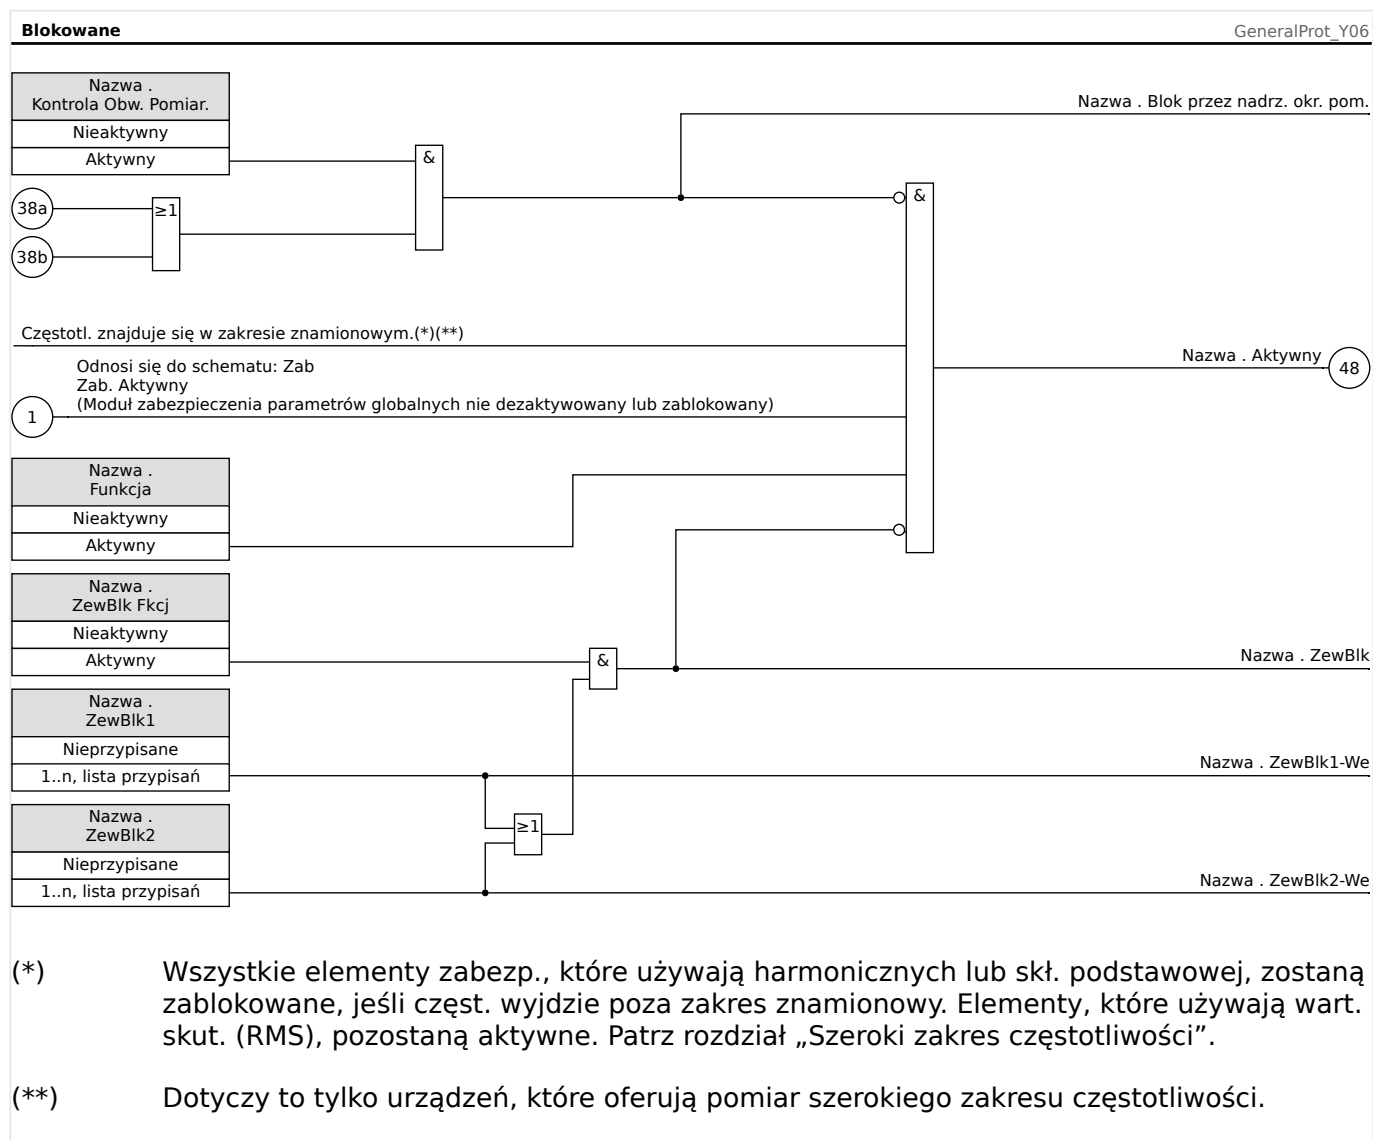 Blokowane
GeneralProt_Y06
Nazwa .
Kontrola Obw. Pomiar.
Nieaktywny
Aktywny
Nazwa . Blok przez nadrz. okr. pom.
&
&
38a
≥1
38b
Częstotl. znajduje się w zakresie znamionowym.(*)(**)
Odnosi się do schematu: Zab
Zab. Aktywny
(Moduł zabezpieczenia parametrów globalnych nie dezaktywowany lub zablokowany)
1
Nazwa . Aktywny
48
Nazwa .
Funkcja
Nieaktywny
Aktywny
Nazwa .
ZewBlk Fkcj
Nieaktywny
Aktywny
&
Nazwa . ZewBlk
Nazwa .
ZewBlk1
Nieprzypisane
1..n, lista przypisań
Nazwa . ZewBlk1-We
≥1
Nazwa .
ZewBlk2
Nieprzypisane
1..n, lista przypisań
Nazwa . ZewBlk2-We
(*) Wszystkie elementy zabezp., które używają harmonicznych lub skł. podstawowej, zostaną
zablokowane, jeśli częst. wyjdzie poza zakres znamionowy. Elementy, które używają wart.
skut. (RMS), pozostaną aktywne. Patrz rozdział „Szeroki zakres częstotliwości”.
(**) Dotyczy to tylko urządzeń, które oferują pomiar szerokiego zakresu częstotliwości.